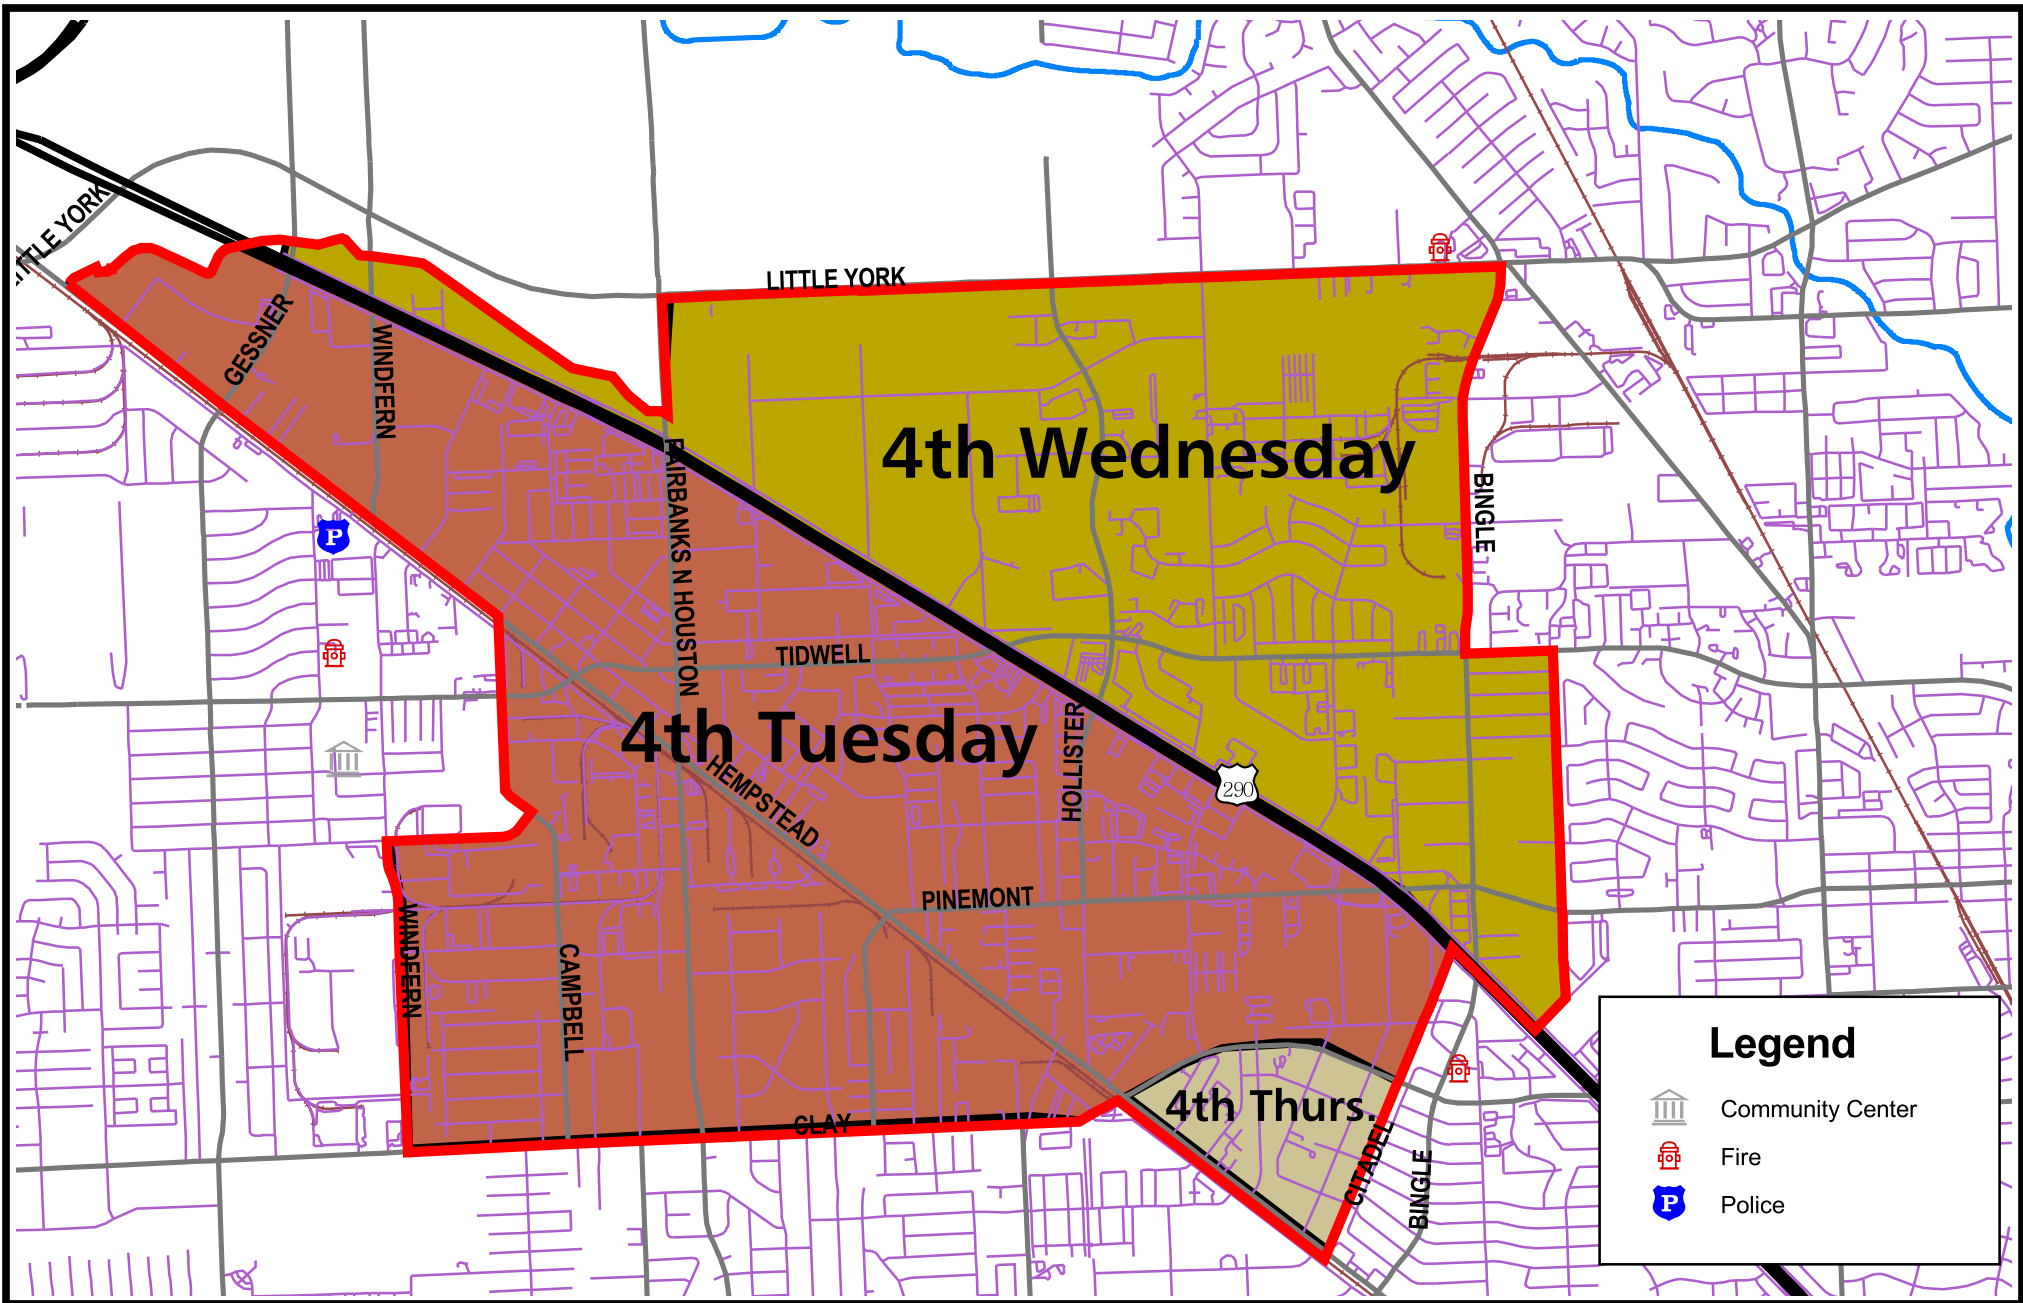 LITTLE YORK
LITTLE YORK
GESSNER
WINDFERN
4th Wednesday
FAIRBANKS N HOUSTON
BINGLE
P
TIDWELL
4th Tuesday
HOLLISTER
HEMPSTEAD
290
PINEMONT
WINDFERN
CAMPBELL
CLAY
4th Thurs.
CITADEL
BINGLE
Legend
Community Center
Fire
P
Police